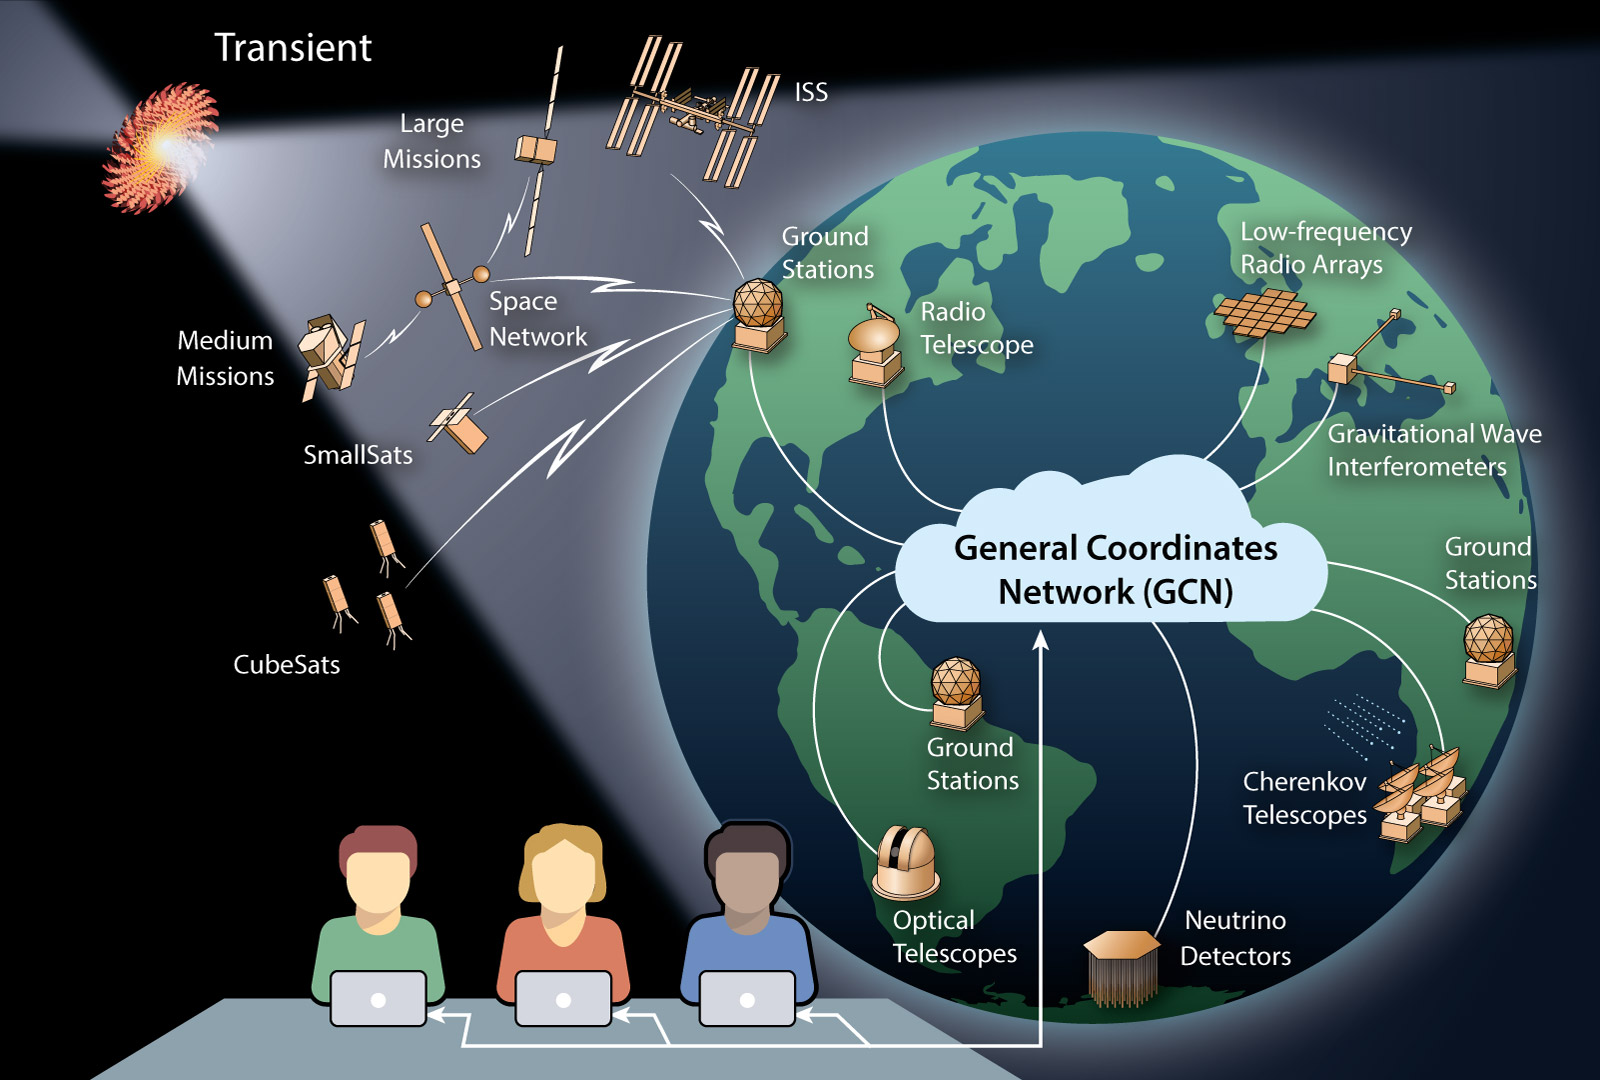 Transient
ISS
Large
Missions
Ground
Stations
Low-frequency
Radio Arrays
Space
Network
Radio
Telescope
Medium
Missions
SmallSats
Gravitational Wave
Interferometers
General Coordinates
Network (GCN)
Ground
Stations
CubeSats
Ground
Stations
Cherenkov
Telescopes
Optical
Telescopes
Neutrino
Detectors